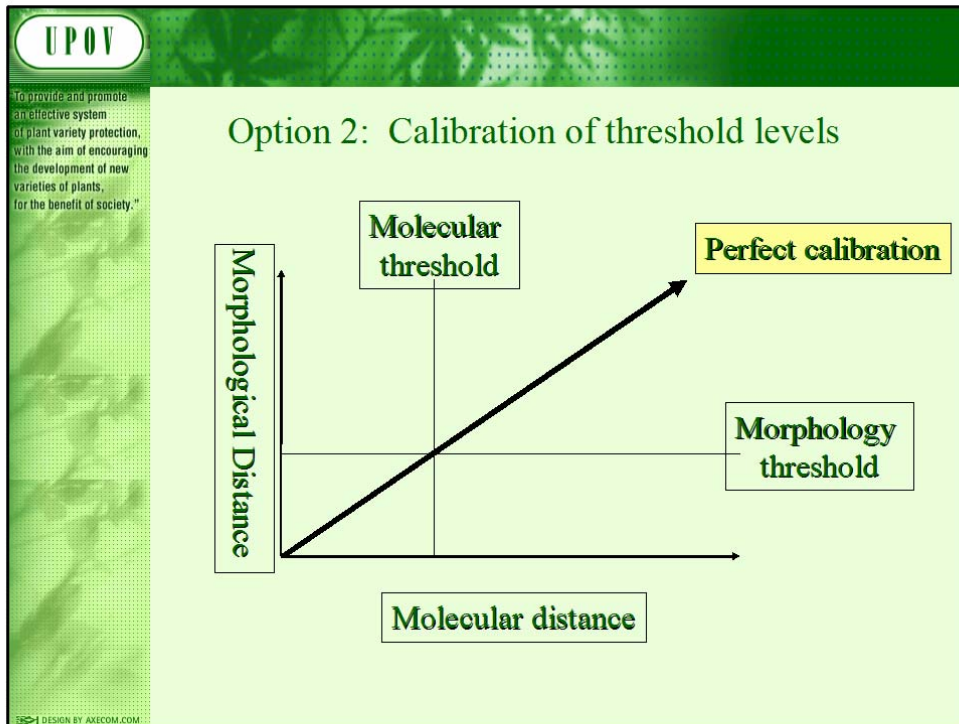 UPOV
"To provide and promote
an effective system
of plant variety protection,
with the aim of encouraging
the development of new
varieties of plants,
for the benefit of society."
Option 2: Calibration of threshold levels
Molecular
threshold
Perfect calibration
Morphological Distance
Morphology
threshold
Molecular distance
DESIGN BY AXECOM.COM